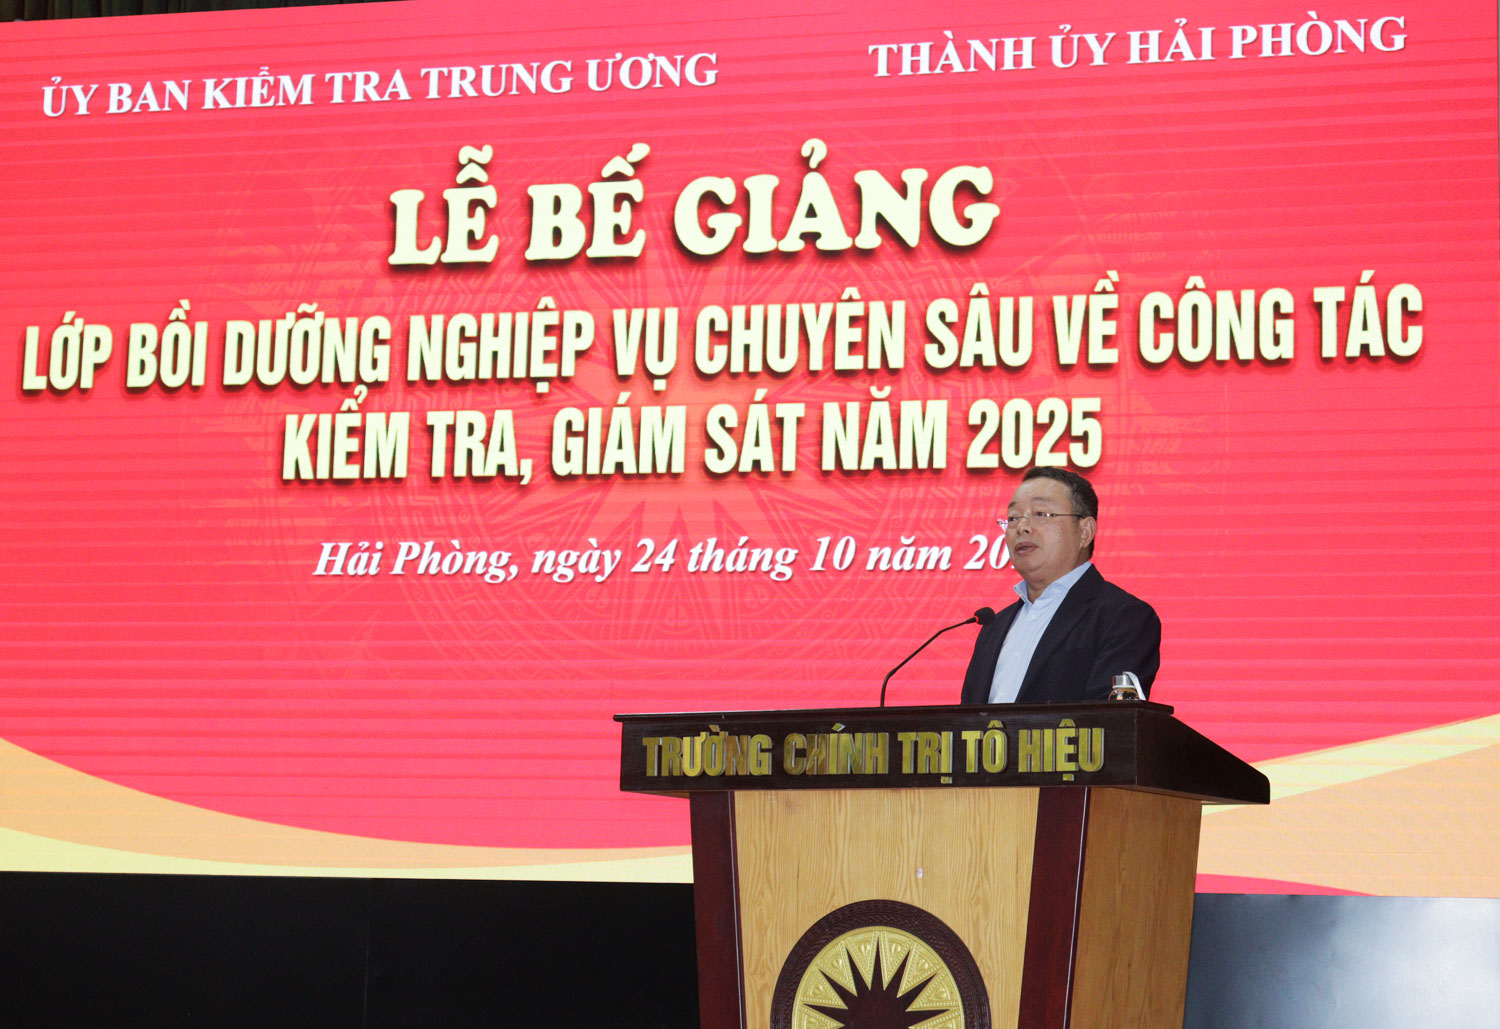 ỦY BAN KIỂM TRA TRUNG ƯƠNG
THÀNH ỦY HẢI PHÒNG
LỄ BẾ GIẢNG
LỚP BỒI DƯỠNG NGHIỆP VỤ CHUYÊN SÂU VỀ CÔNG TÁC
KIỂM TRA, GIÁM SÁT NĂM 2025
Hải Phòng, ngày 24 tháng 10 năm
TRƯỜNG CHÍNH TRỊ TÔ HIỆU